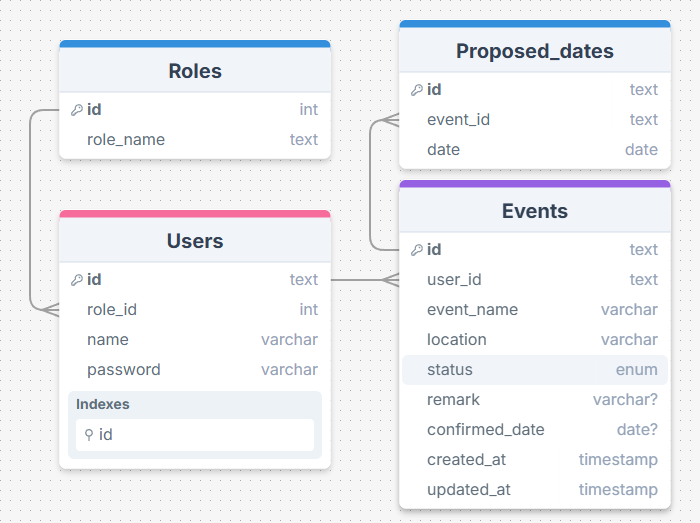 Roles
id int
role_name text
Users
id text
role_id int
name varchar
password varchar
Indexes
id
Proposed_dates
id text
event_id text
date date
Events
id text
user_id text
event_name varchar
location varchar
status enum
remark varchar?
confirmed_date date?
created_at timestamp
updated_at timestamp